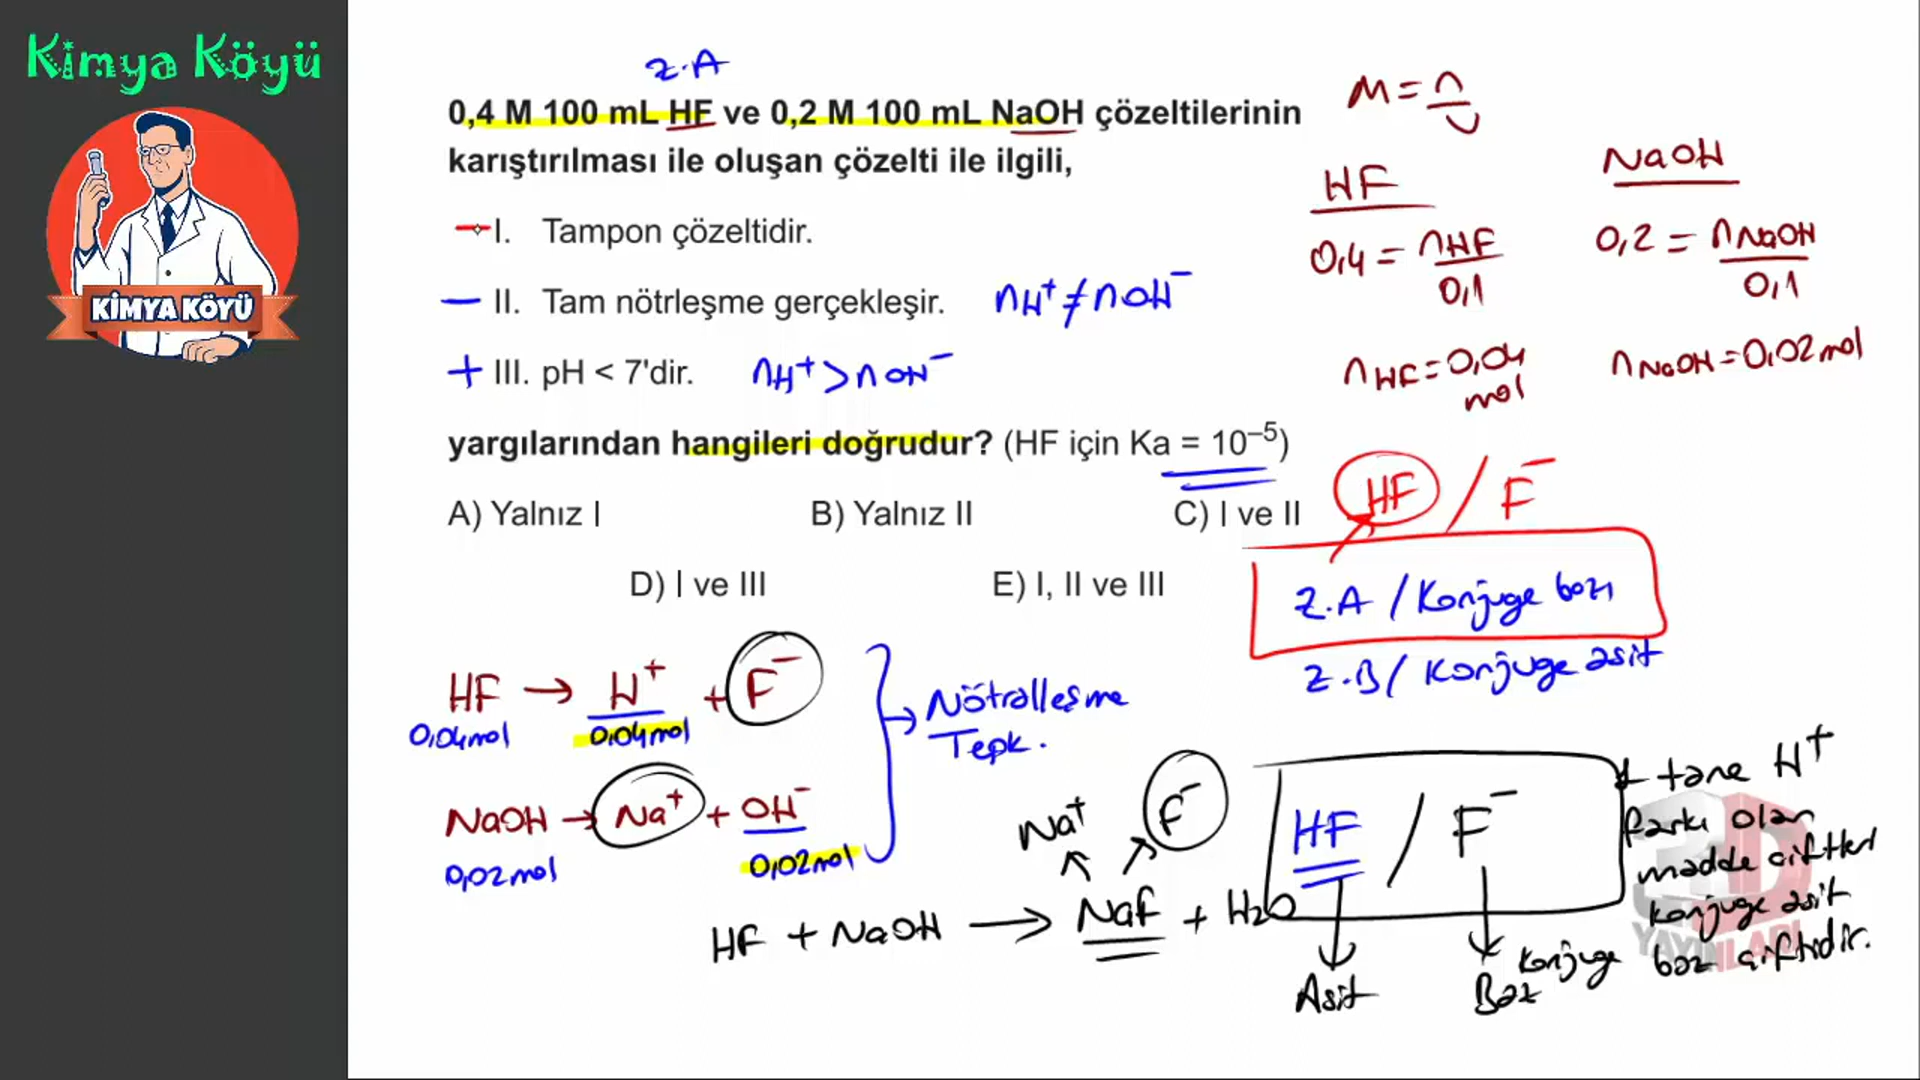 Kimya Köyü
KİMYA KÖYÜ
Z.A
0,4 M 100 mL HF ve 0,2 M 100 mL NaOH çözeltilerinin
karıştırılması ile oluşan çözelti ile ilgili,
I. Tampon çözeltidir.
II. Tam nötrleşme gerçekleşir. nH⁺ ≠ nOH⁻
+ III. pH < 7'dir. nH⁺ > nOH⁻
yargılarından hangileri doğrudur? (HF için Ka = 10⁻⁵)
A) Yalnız I B) Yalnız II C) I ve II
D) I ve III E) I, II ve III
M = n/v
HF
0,4 = nHF/0,1
nHF = 0,04
mol
NaOH
0,2 = nNaOH/0,1
nNaOH = 0,02 mol
HF / F⁻
Z.A / Konjuge bazı
Z.B / Konjuge asit
HF → H⁺ + F⁻
0,04mol 0,04mol
NaOH → Na⁺ + OH⁻
0,02mol 0,02mol
→ Nötralleşme
Tepk.
Na⁺ F⁻
HF + NaOH → NaF + H₂O
HF / F⁻
Asit Baz
1 tane H⁺
farkı olan
madde çiftleri
konjuge asit
konjuge baz çiftidir.
3D
YAYINLARI